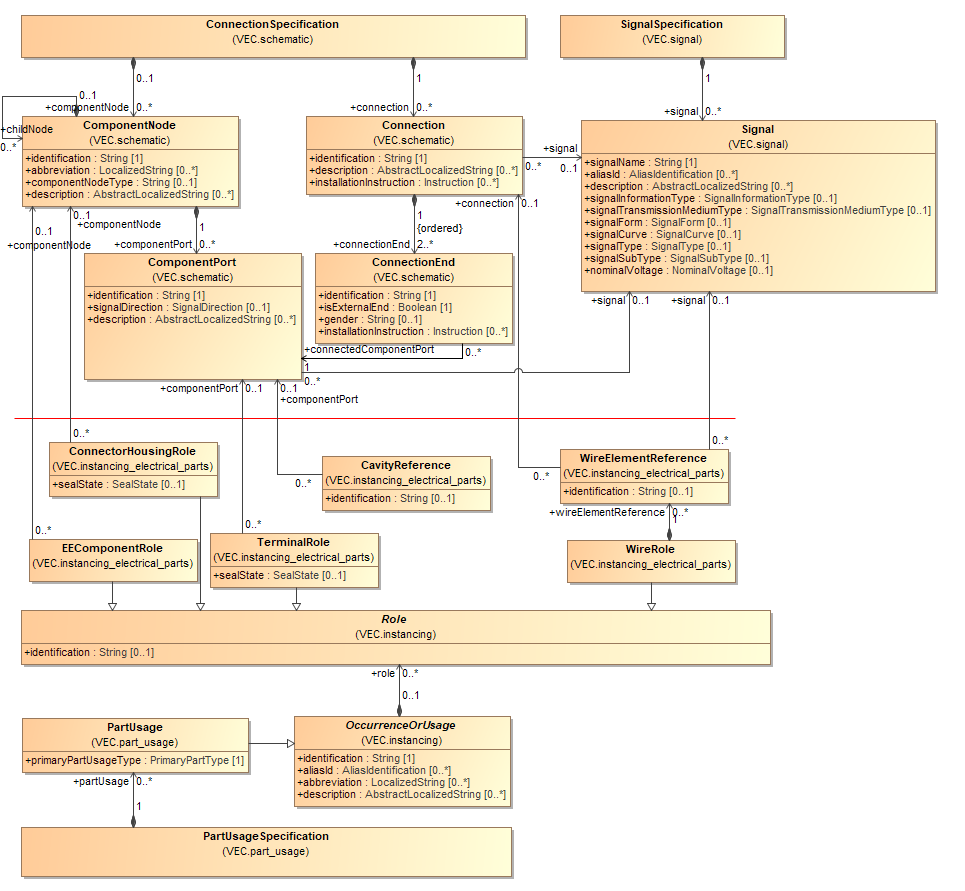 ConnectionSpecification
(VEC.schematic)
SignalSpecification
(VEC.signal)
0..1
1
1
0..1
+componentNode
0..*
+connection
0..*
+signal
0..*
+childNode
0..*
ComponentNode
(VEC.schematic)
+identification : String [1]
+abbreviation : LocalizedString [0..*]
+componentNodeType : String [0..1]
+description : AbstractLocalizedString [0..*]
Connection
(VEC.schematic)
+identification : String [1]
+description : AbstractLocalizedString [0..*]
+installationInstruction : Instruction [0..*]
+signal
0..*
0..1
Signal
(VEC.signal)
+signalName : String [1]
+aliasId : AliasIdentification [0..*]
+description : AbstractLocalizedString [0..*]
+signalInformationType : SignalInformationType [0..1]
+signalTransmissionMediumType : SignalTransmissionMediumType [0..1]
+signalForm : SignalForm [0..1]
+signalCurve : SignalCurve [0..1]
+signalType : SignalType [0..1]
+signalSubType : SignalSubType [0..1]
+nominalVoltage : NominalVoltage [0..1]
0..1
+componentNode
0..1
+componentNode
1
+componentPort
0..*
1
{ordered}
+connectionEnd
2..*
+connection
0..1
ComponentPort
(VEC.schematic)
+identification : String [1]
+signalDirection : SignalDirection [0..1]
+description : AbstractLocalizedString [0..*]
ConnectionEnd
(VEC.schematic)
+identification : String [1]
+isExternalEnd : Boolean [1]
+gender : String [0..1]
+installationInstruction : Instruction [0..*]
+signal
0..1
+signal
0..1
+connectedComponentPort
0..*
1
0..*
+componentPort
0..1
0..1
+componentPort
0..*
ConnectorHousingRole
(VEC.instancing_electrical_parts)
+sealState : SealState [0..1]
0..*
CavityReference
(VEC.instancing_electrical_parts)
+identification : String [0..1]
0..*
0..*
WireElementReference
(VEC.instancing_electrical_parts)
+identification : String [0..1]
+wireElementReference
0..*
1
0..*
EEComponentRole
(VEC.instancing_electrical_parts)
0..*
TerminalRole
(VEC.instancing_electrical_parts)
+sealState : SealState [0..1]
WireRole
(VEC.instancing_electrical_parts)
Role
(VEC.instancing)
+identification : String [0..1]
+role
0..*
0..1
PartUsage
(VEC.part_usage)
+primaryPartUsageType : PrimaryPartType [1]
OccurrenceOrUsage
(VEC.instancing)
+identification : String [1]
+aliasId : AliasIdentification [0..*]
+abbreviation : LocalizedString [0..*]
+description : AbstractLocalizedString [0..*]
+partUsage
0..*
1
PartUsageSpecification
(VEC.part_usage)